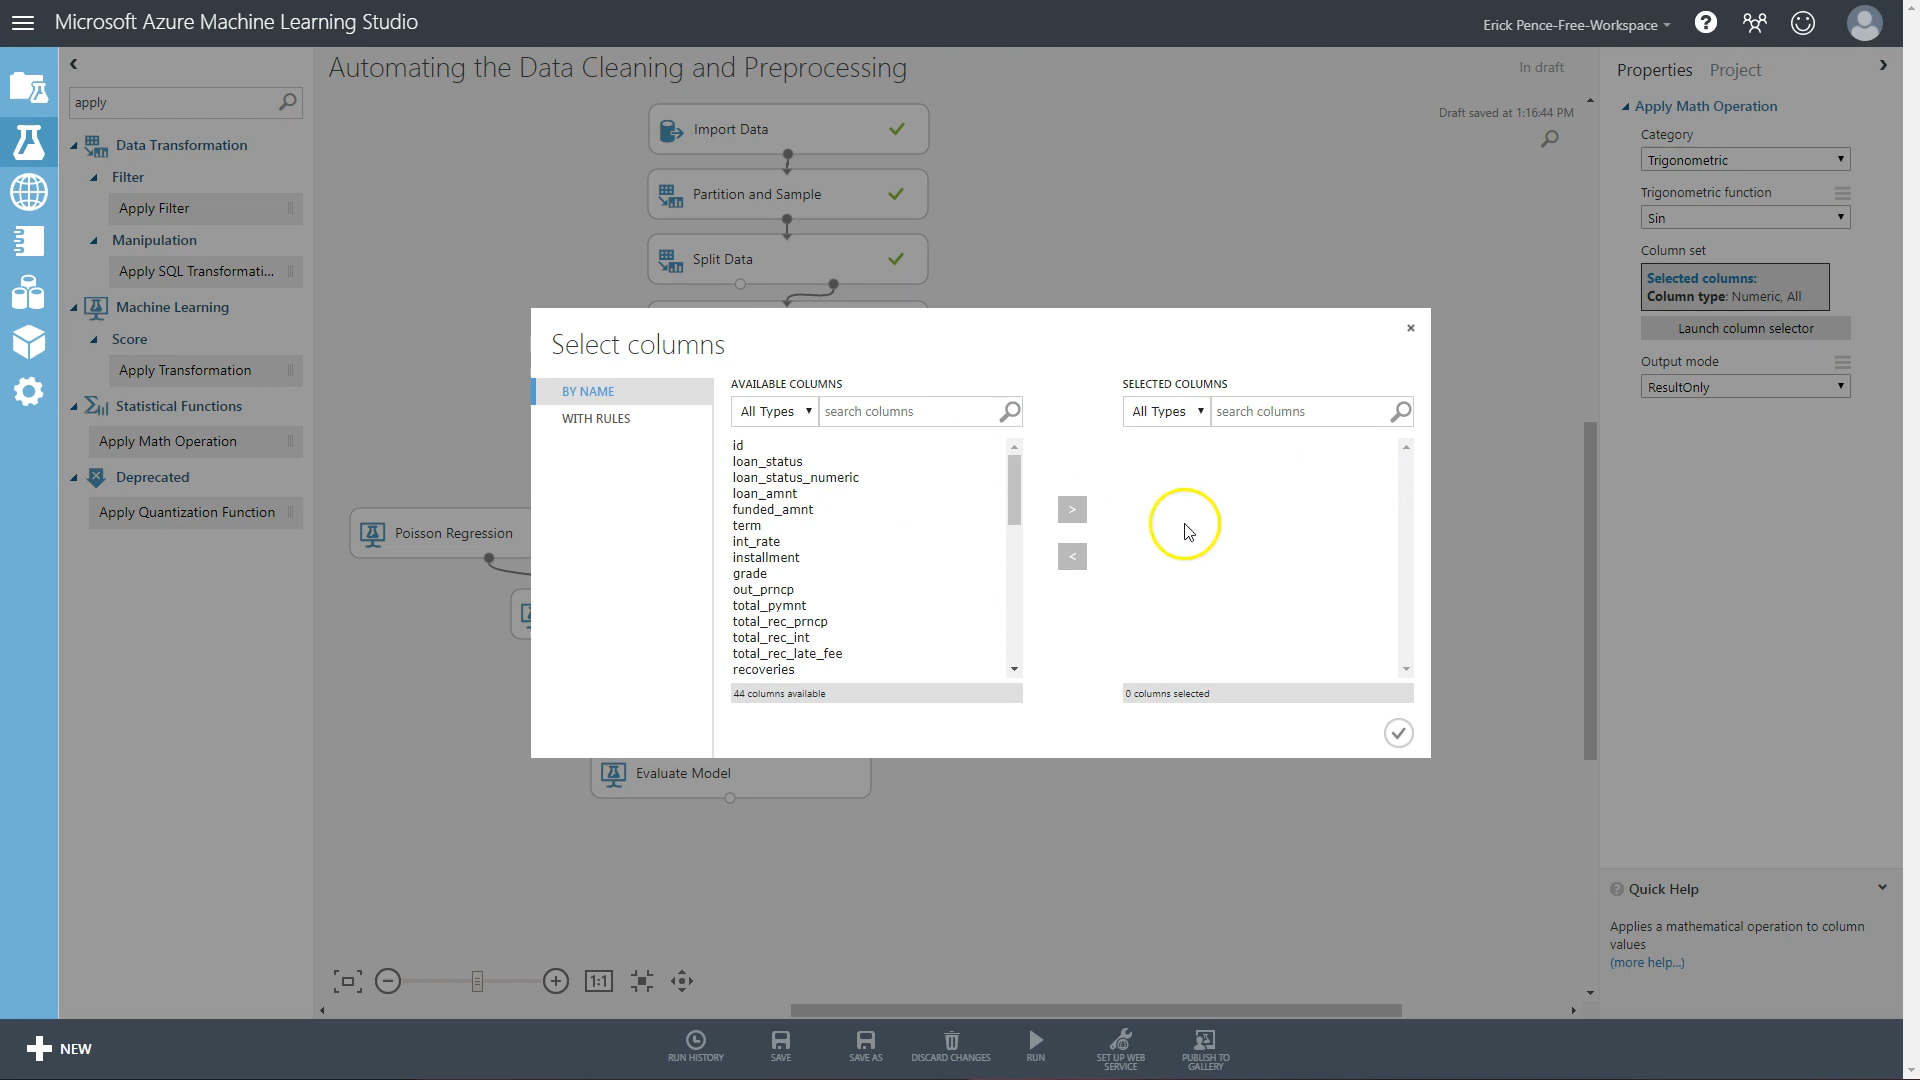 Microsoft Azure Machine Learning Studio
Erick Pence-Free-Workspace
?
apply
Data Transformation
Filter
Apply Filter
Manipulation
Apply SQL Transformati...
Machine Learning
Score
Apply Transformation
Statistical Functions
Apply Math Operation
Deprecated
Apply Quantization Function
Automating the Data Cleaning and Preprocessing
In draft
Draft saved at 1:16:44 PM
Import Data
Partition and Sample
Split Data
Poisson Regression
Evaluate Model
Select columns
×
BY NAME
WITH RULES
AVAILABLE COLUMNS
All Types
search columns
id
loan_status
loan_status_numeric
loan_amnt
funded_amnt
term
int_rate
installment
grade
out_prncp
total_pymnt
total_rec_prncp
total_rec_int
total_rec_late_fee
recoveries
44 columns available
>
<
SELECTED COLUMNS
All Types
search columns
0 columns selected
Properties Project
Apply Math Operation
Category
Trigonometric
Trigonometric function
Sin
Column set
Selected columns:
Column type: Numeric, All
Launch column selector
Output mode
ResultOnly
? Quick Help
Applies a mathematical operation to column
values
(more help...)
1:1
NEW
RUN HISTORY
SAVE
SAVE AS
DISCARD CHANGES
RUN
SET UP WEB
SERVICE
PUBLISH TO
GALLERY